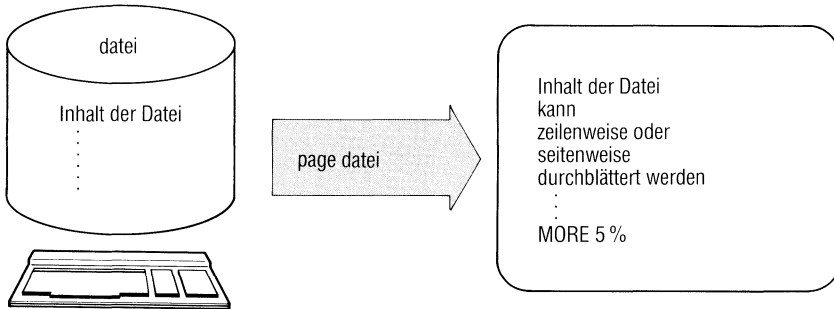 datei
Inhalt der Datei
.
.
.
.
.
page datei
Inhalt der Datei
kann
zeilenweise oder
seitenweise
durchblättert werden
.
.
.
MORE 5 %